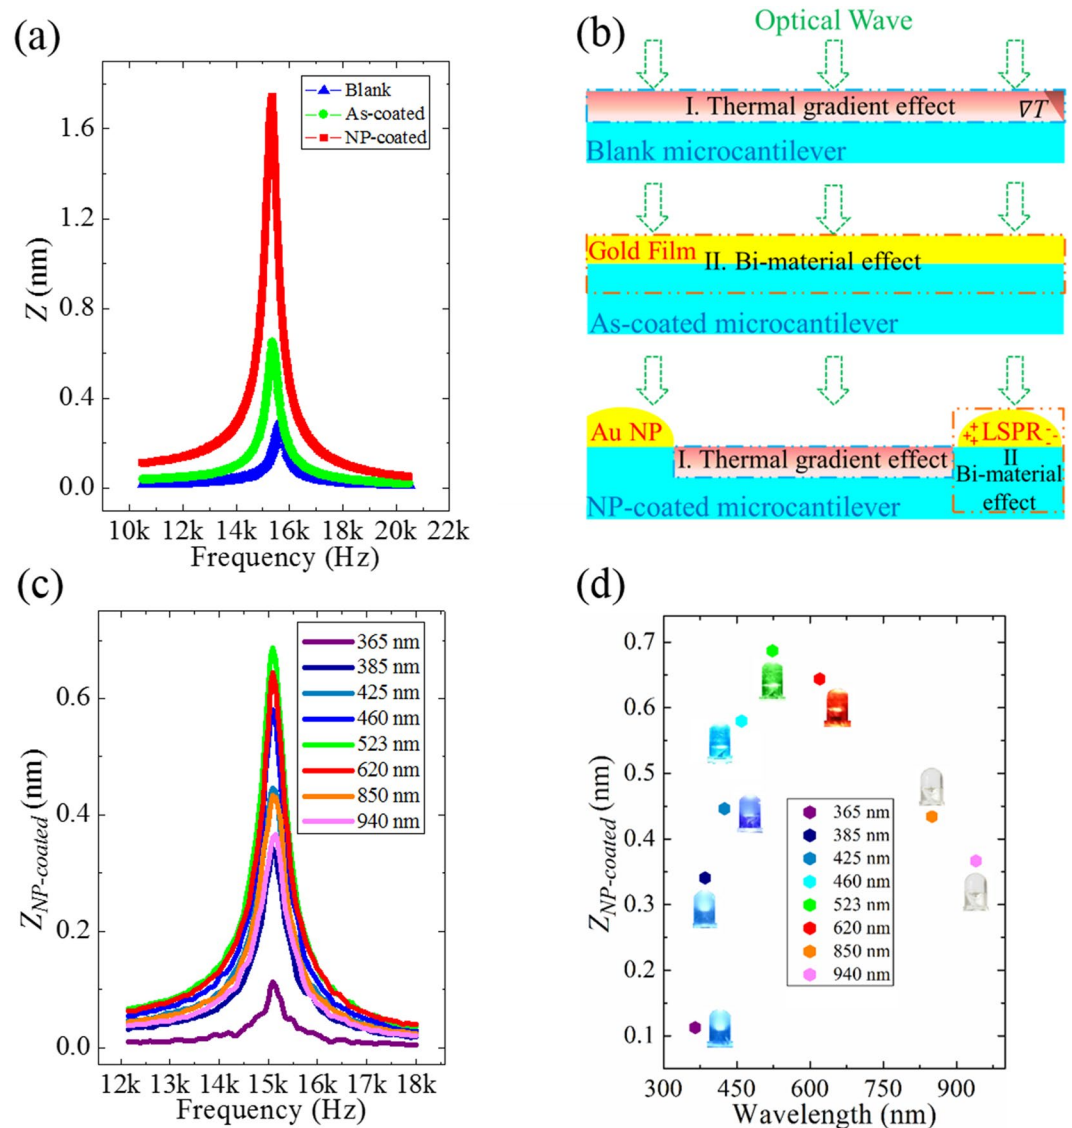 (a)
Z (nm)
1.6
1.2
0.8
0.4
0.0
Blank
As-coated
NP-coated
10k 12k 14k 16k 18k 20k 22k
Frequency (Hz)
(b)
Optical Wave
I. Thermal gradient effect ∇T
Blank microcantilever
Gold Film
II. Bi-material effect
As-coated microcantilever
Au NP
++ LSPR --
++
I. Thermal gradient effect
II
Bi-material
effect
NP-coated microcantilever
(c)
Z NP-coated (nm)
0.6
0.4
0.2
0.0
365 nm
385 nm
425 nm
460 nm
523 nm
620 nm
850 nm
940 nm
12k 13k 14k 15k 16k 17k 18k
Frequency (Hz)
(d)
Z NP-coated (nm)
0.7
0.6
0.5
0.4
0.3
0.2
0.1
365 nm
385 nm
425 nm
460 nm
523 nm
620 nm
850 nm
940 nm
300 450 600 750 900
Wavelength (nm)